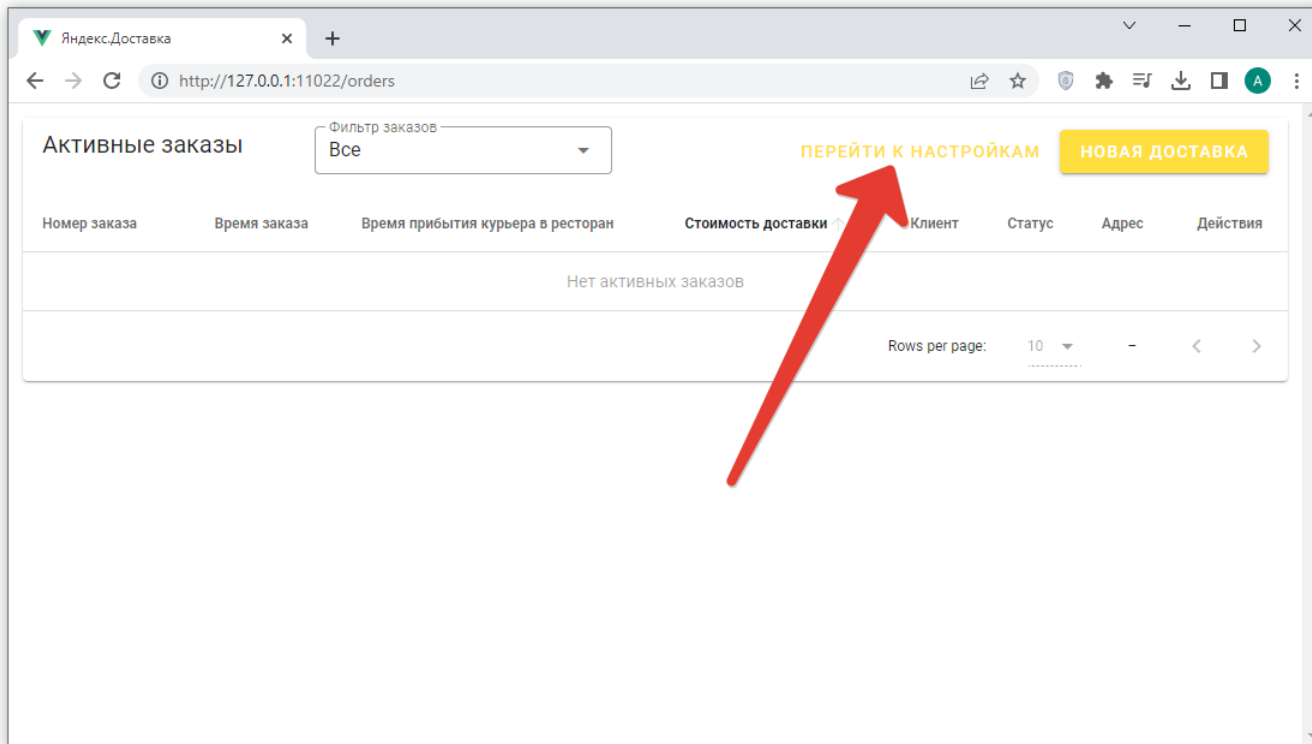 Яндекс.Доставка
http://127.0.0.1:11022/orders
A
Активные заказы
Фильтр заказов
Все
ПЕРЕЙТИ К НАСТРОЙКАМ
НОВАЯ ДОСТАВКА
Номер заказа Время заказа Время прибытия курьера в ресторан Стоимость доставки Клиент Статус Адрес Действия
Нет активных заказов
Rows per page: 10 –